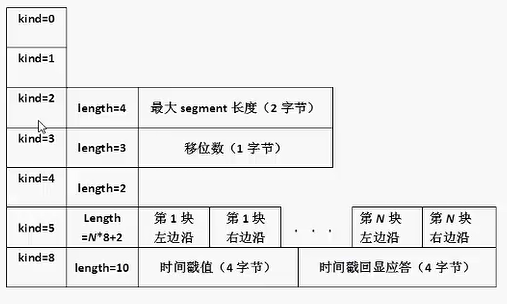 kind=0
kind=1
kind=2 length=4 最大 segment 长度（2 字节）
kind=3 length=3 移位数（1 字节）
kind=4 length=2
kind=5 Length =N*8+2 第 1 块 左边沿 第 1 块 右边沿 . . . 第 N 块 左边沿 第 N 块 右边沿
kind=8 length=10 时间戳值（4 字节） 时间戳回显应答（4 字节）